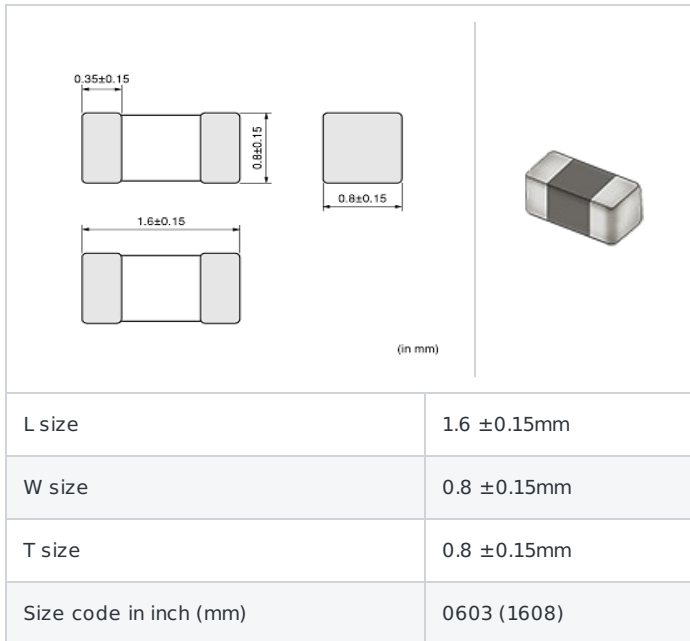 0.35±0.15
0.8±0.15
0.8±0.15
1.6±0.15
(in mm)
L size 1.6 ±0.15mm
W size 0.8 ±0.15mm
T size 0.8 ±0.15mm
Size code in inch (mm) 0603 (1608)